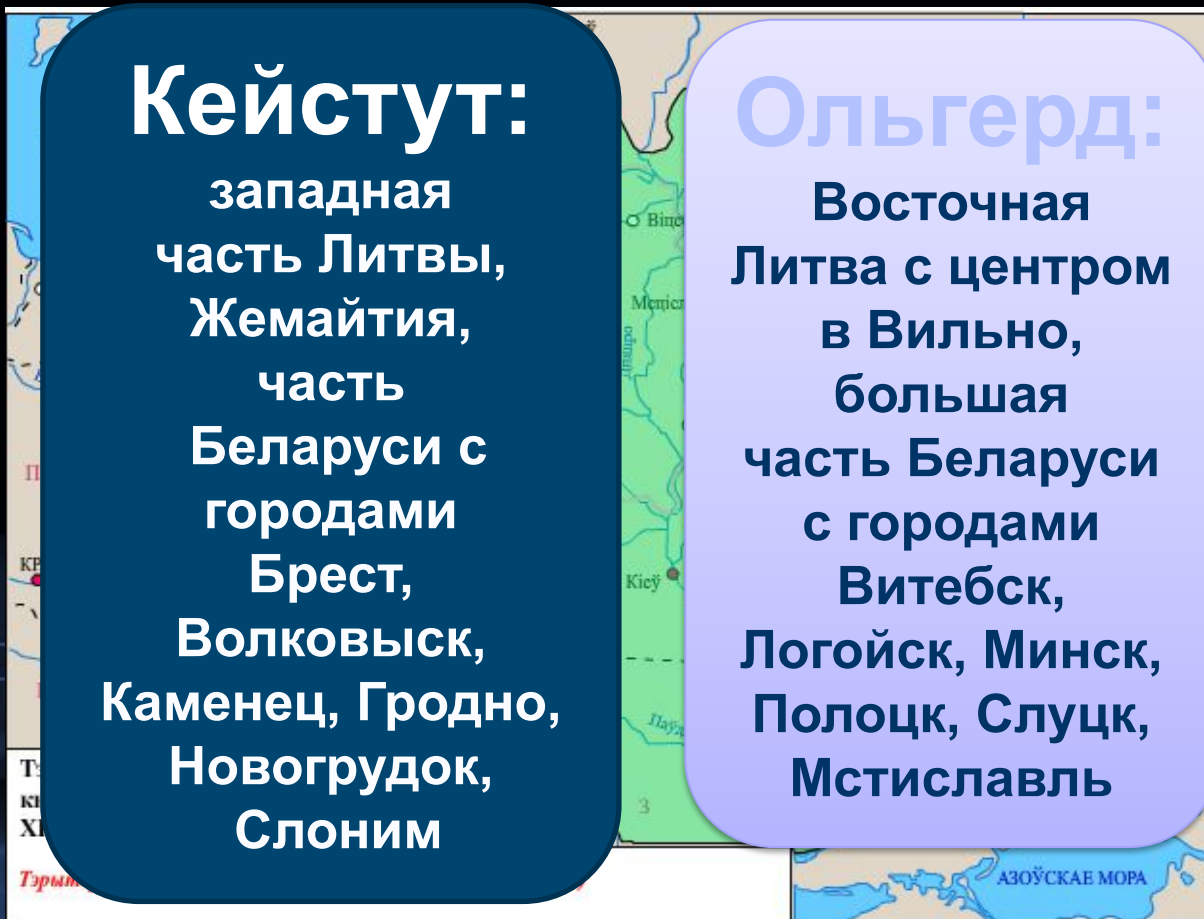 Кейстут:
западная
часть Литвы,
Жемайтия,
часть
Беларуси с
городами
Брест,
Волковыск,
Каменец, Гродно,
Новогрудок,
Слоним
Ольгерд:
Восточная
Литва с центром
в Вильно,
большая
часть Беларуси
с городами
Витебск,
Логойск, Минск,
Полоцк, Слуцк,
Мстиславль
Кіеў
3
АЗОЎСКАЕ МОРА